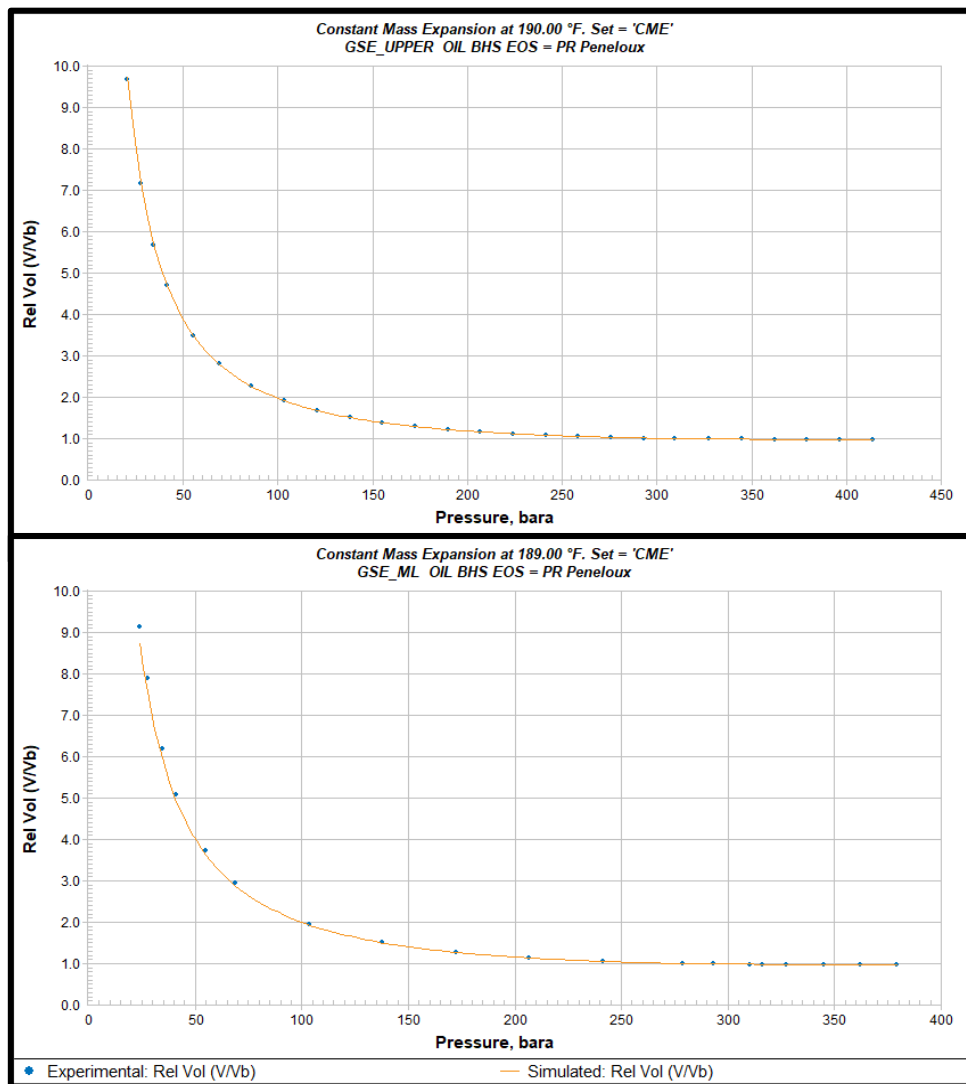 Constant Mass Expansion at 190.00 °F. Set = 'CME'
GSE_UPPER OIL BHS EOS = PR Peneloux
10.0
9.0
8.0
7.0
6.0
5.0
4.0
3.0
2.0
1.0
0.0
Rel Vol (V/Vb)
0 50 100 150 200 250 300 350 400 450
Pressure, bara
Constant Mass Expansion at 189.00 °F. Set = 'CME'
GSE_ML OIL BHS EOS = PR Peneloux
10.0
9.0
8.0
7.0
6.0
5.0
4.0
3.0
2.0
1.0
0.0
Rel Vol (V/Vb)
0 50 100 150 200 250 300 350 400
Pressure, bara
Experimental: Rel Vol (V/Vb) Simulated: Rel Vol (V/Vb)